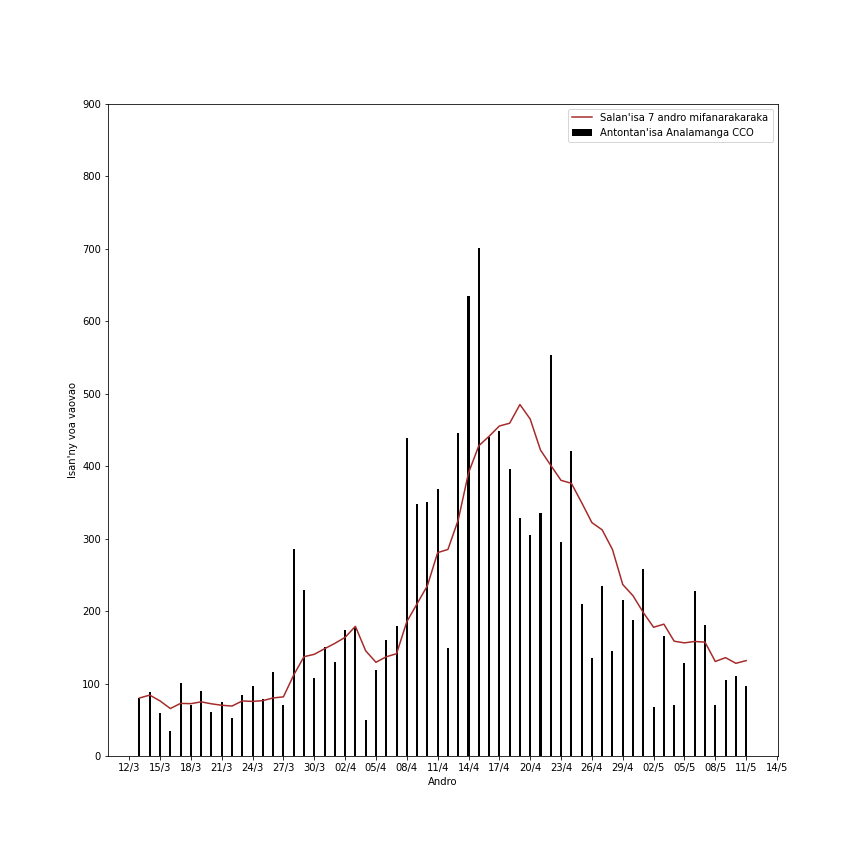 Salan'isa 7 andro mifanarakaraka
Antontan'isa Analamanga CCO
900
800
700
600
500
400
300
200
100
0
Isan'ny voa vaovao
12/3 15/3 18/3 21/3 24/3 27/3 30/3 02/4 05/4 08/4 11/4 14/4 17/4 20/4 23/4 26/4 29/4 02/5 05/5 08/5 11/5 14/5
Andro